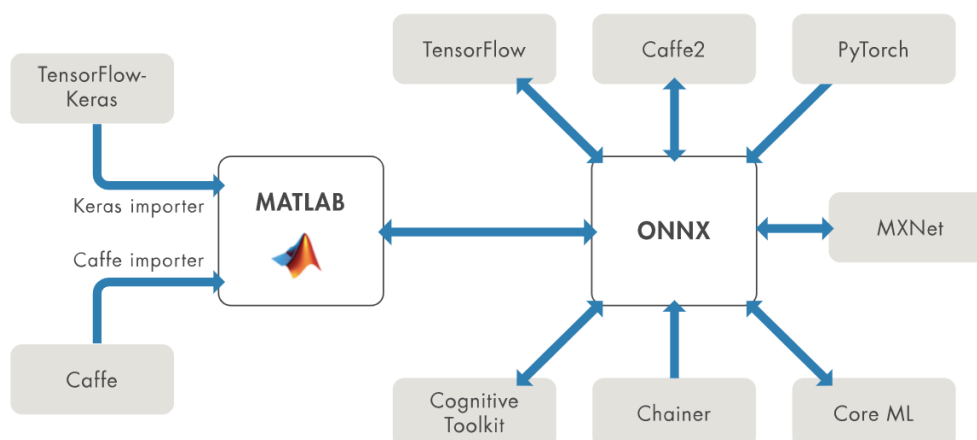 TensorFlow
Caffe2
PyTorch
TensorFlow-
Keras
Keras importer
MATLAB
ONNX
MXNet
Caffe importer
Caffe
Cognitive
Toolkit
Chainer
Core ML